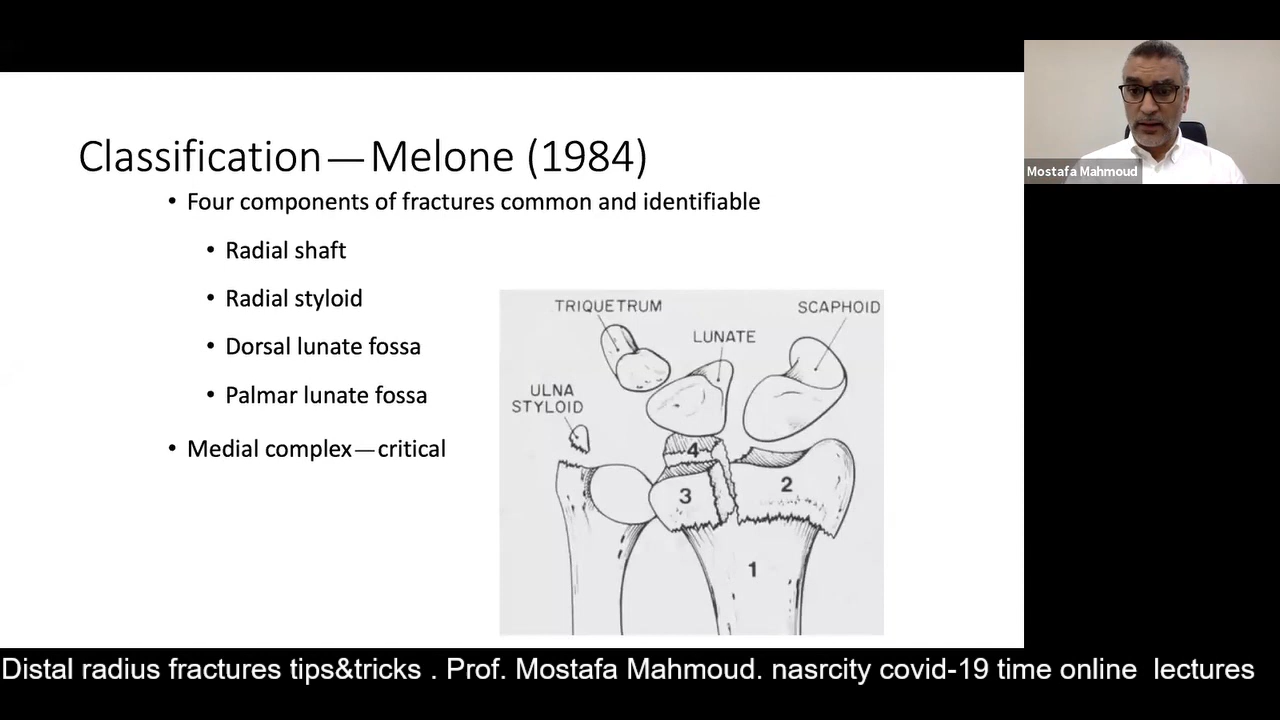 Classification—Melone (1984)
• Four components of fractures common and identifiable
• Radial shaft
• Radial styloid
• Dorsal lunate fossa
• Palmar lunate fossa
• Medial complex—critical
TRIQUETRUM
SCAPHOID
LUNATE
ULNA
STYLOID
4
3
2
1
Mostafa Mahmoud
Distal radius fractures tips&tricks . Prof. Mostafa Mahmoud. nasrcity covid-19 time online lectures